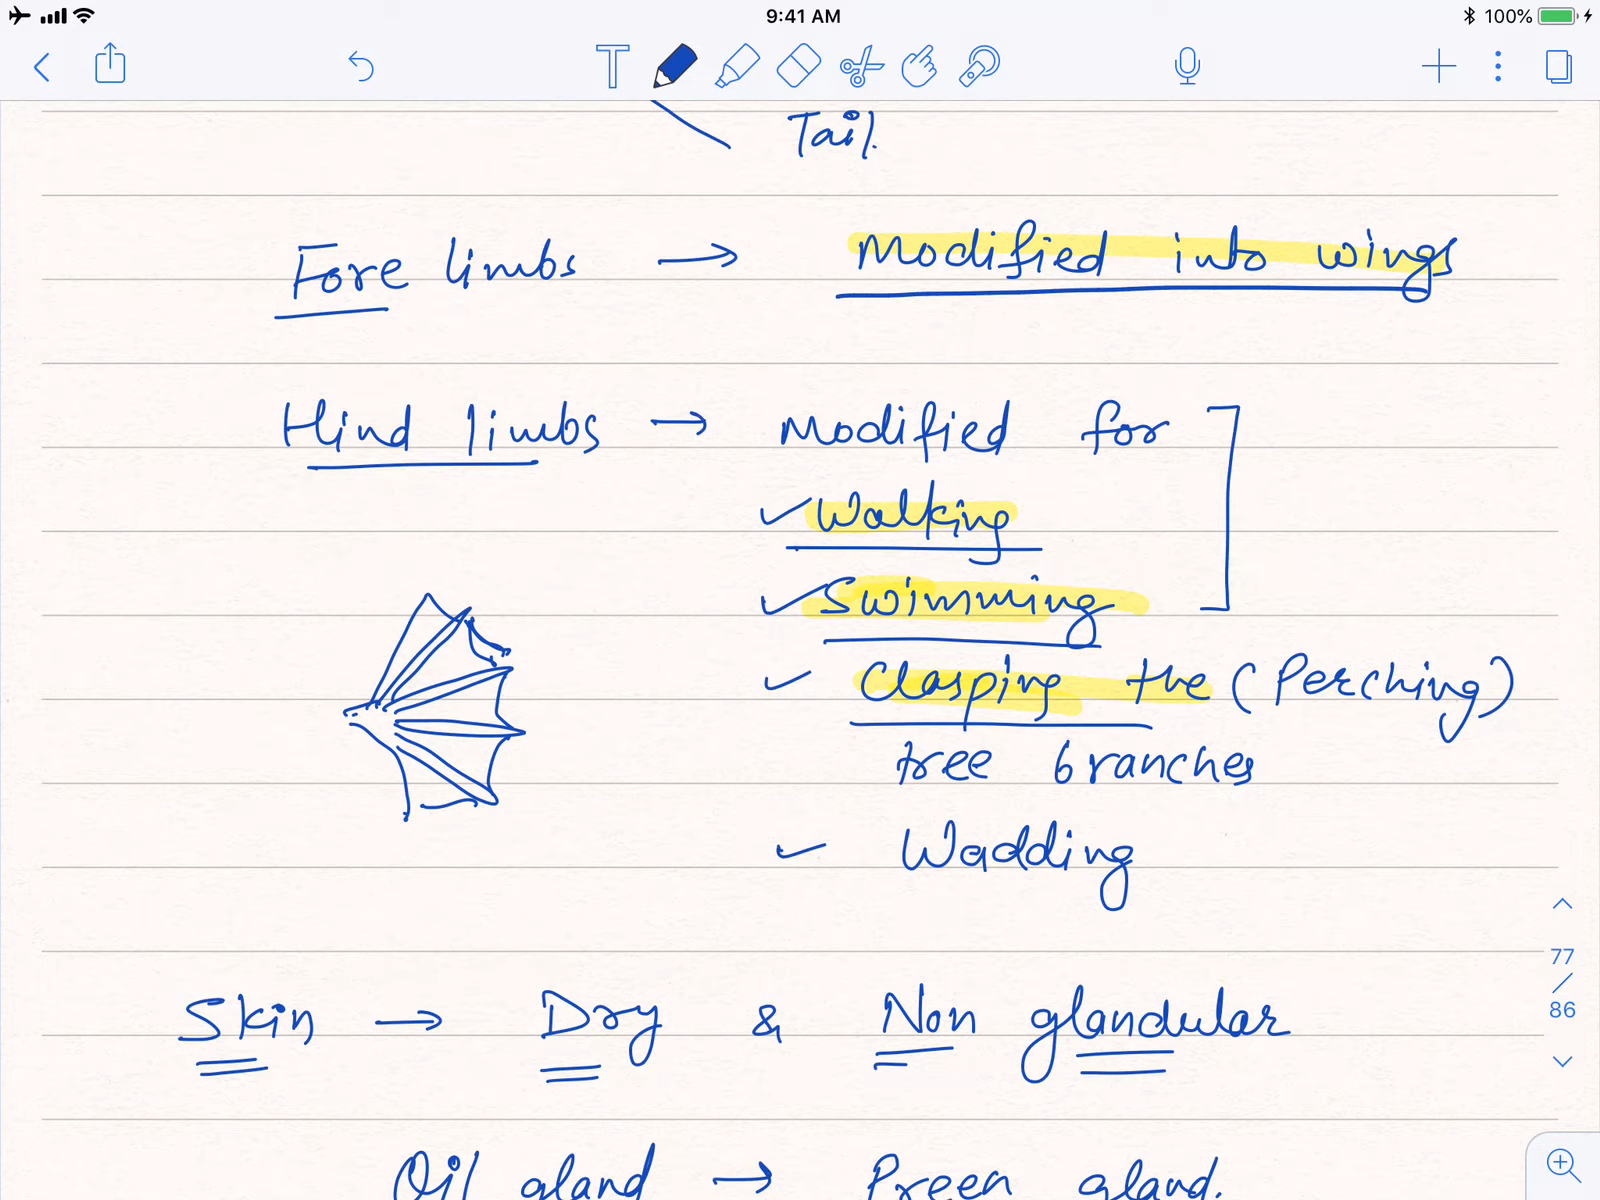 9:41 AM
100%
T
Tail.
Fore limbs → Modified into wings
Hind limbs → Modified for
✓ Walking
✓ Swimming
✓ Clasping the (Perching)
tree branches
✓ Wadding
77
/
86
Skin → Dry & Non glandular
Oil gland → Preen gland.